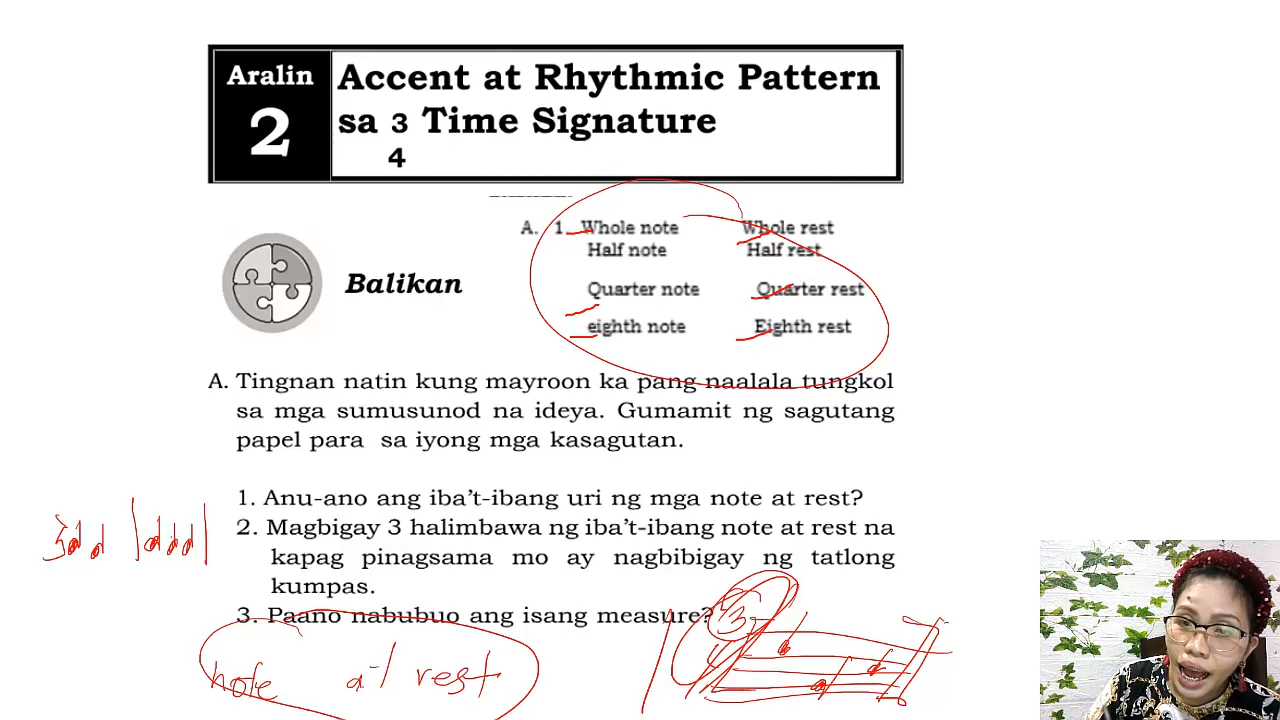 Aralin
2
Accent at Rhythmic Pattern
sa 3 Time Signature
4
A. 1. Whole note Whole rest
Half note Half rest
Quarter note Quarter rest
eighth note Eighth rest
Balikan
A. Tingnan natin kung mayroon ka pang naalala tungkol
sa mga sumusunod na ideya. Gumamit ng sagutang
papel para sa iyong mga kasagutan.
1. Anu-ano ang iba't-ibang uri ng mga note at rest?
2. Magbigay 3 halimbawa ng iba't-ibang note at rest na
kapag pinagsama mo ay nagbibigay ng tatlong
kumpas.
3. Paano nabubuo ang isang measure?
3
4
note at rest